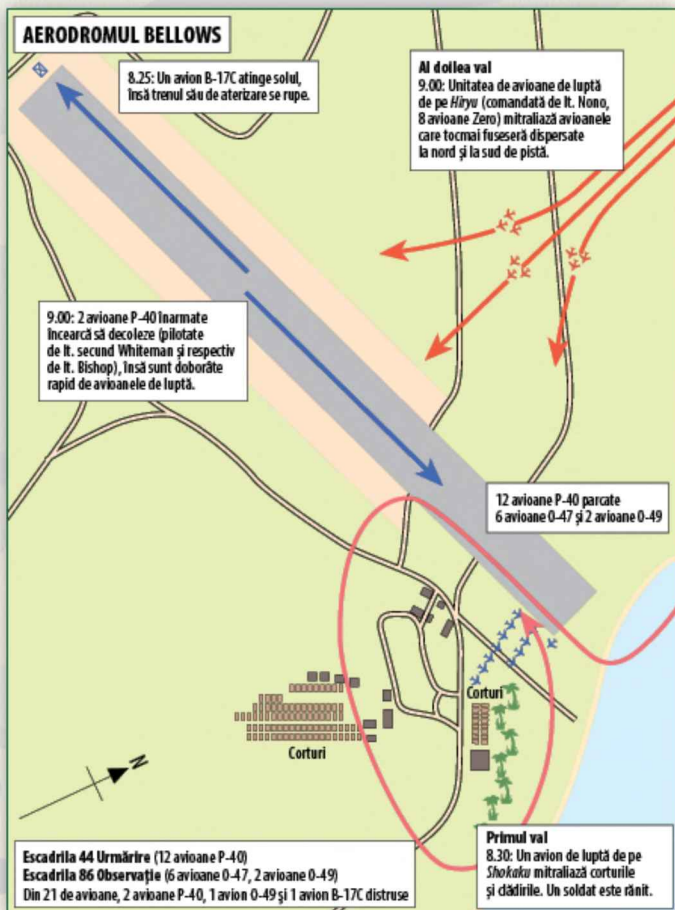 AERODROMUL BELLOWS
8.25: Un avion B-17C atinge solul,
însă trenul său de aterizare se rupe.
Al doilea val
9.00: Unitatea de avioane de luptă
de pe Hiryu (comandată de lt. Nono,
8 avioane Zero) mitraliază avioanele
care tocmai fuseseră dispersate
la nord și la sud de pistă.
9.00: 2 avioane P-40 înarmate
încearcă să decoleze (pilotate
de lt. secund Whiteman și respectiv
de lt. Bishop), însă sunt doborâte
rapid de avioanele de luptă.
12 avioane P-40 parcate
6 avioane O-47 și 2 avioane O-49
Corturi
Corturi
N
Primul val
8.30: Un avion de luptă de pe
Shokaku mitraliază corturile
și clădirile. Un soldat este rănit.
Escadrila 44 Urmărire (12 avioane P-40)
Escadrila 86 Observație (6 avioane O-47, 2 avioane O-49)
Din 21 de avioane, 2 avioane P-40, 1 avion O-49 și 1 avion B-17C distruse